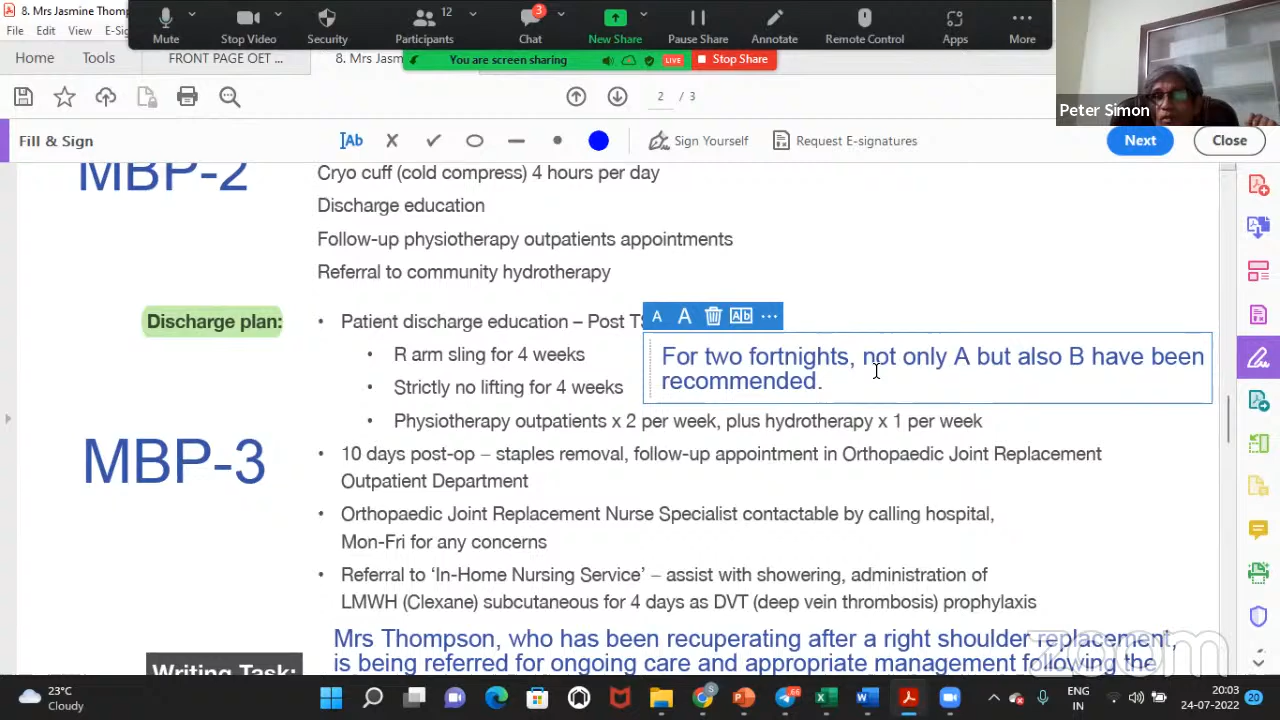 8. Mrs Jasmine Thomp
Mute
Stop Video
Security
12
Participants
3
Chat
New Share
Pause Share
Annotate
Remote Control
Apps
More
File Edit View E-Sig
Home Tools FRONT PAGE OET ... 8. Mrs Jasm
You are screen sharing LIVE Stop Share
2 / 3
Peter Simon
Fill & Sign
Ab
Sign Yourself
Request E-signatures
Next
Close
MBP-2
Cryo cuff (cold compress) 4 hours per day
Discharge education
Follow-up physiotherapy outpatients appointments
Referral to community hydrotherapy
Discharge plan:
• Patient discharge education – Post TS
A A Ab ...
• R arm sling for 4 weeks
For two fortnights, not only A but also B have been
recommended.
• Strictly no lifting for 4 weeks
• Physiotherapy outpatients x 2 per week, plus hydrotherapy x 1 per week
MBP-3
• 10 days post-op – staples removal, follow-up appointment in Orthopaedic Joint Replacement
Outpatient Department
• Orthopaedic Joint Replacement Nurse Specialist contactable by calling hospital,
Mon-Fri for any concerns
• Referral to ‘In-Home Nursing Service’ – assist with showering, administration of
LMWH (Clexane) subcutaneous for 4 days as DVT (deep vein thrombosis) prophylaxis
Mrs Thompson, who has been recuperating after a right shoulder replacement,
is being referred for ongoing care and appropriate management following the
Writing Task:
zoom
23°C
Cloudy
66
ENG
IN
20:03
24-07-2022
20